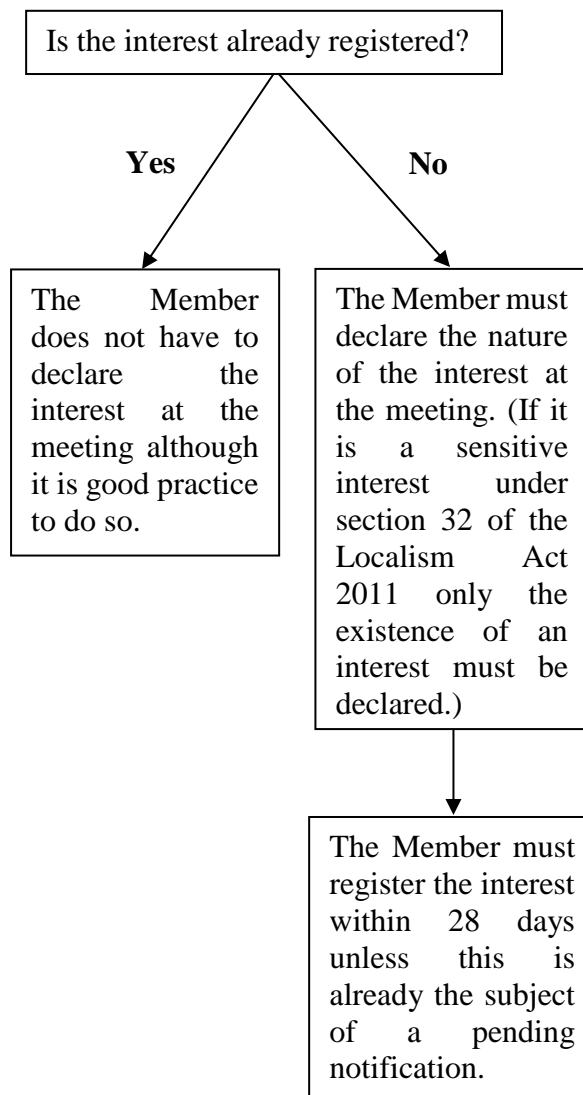 Is the interest already registered?
Yes
No
The Member
does not have to
declare the
interest at the
meeting although
it is good practice
to do so.
The Member must
declare the nature
of the interest at
the meeting. (If it
is a sensitive
interest under
section 32 of the
Localism Act
2011 only the
existence of an
interest must be
declared.)
The Member must
register the interest
within 28 days
unless this is
already the subject
of a pending
notification.